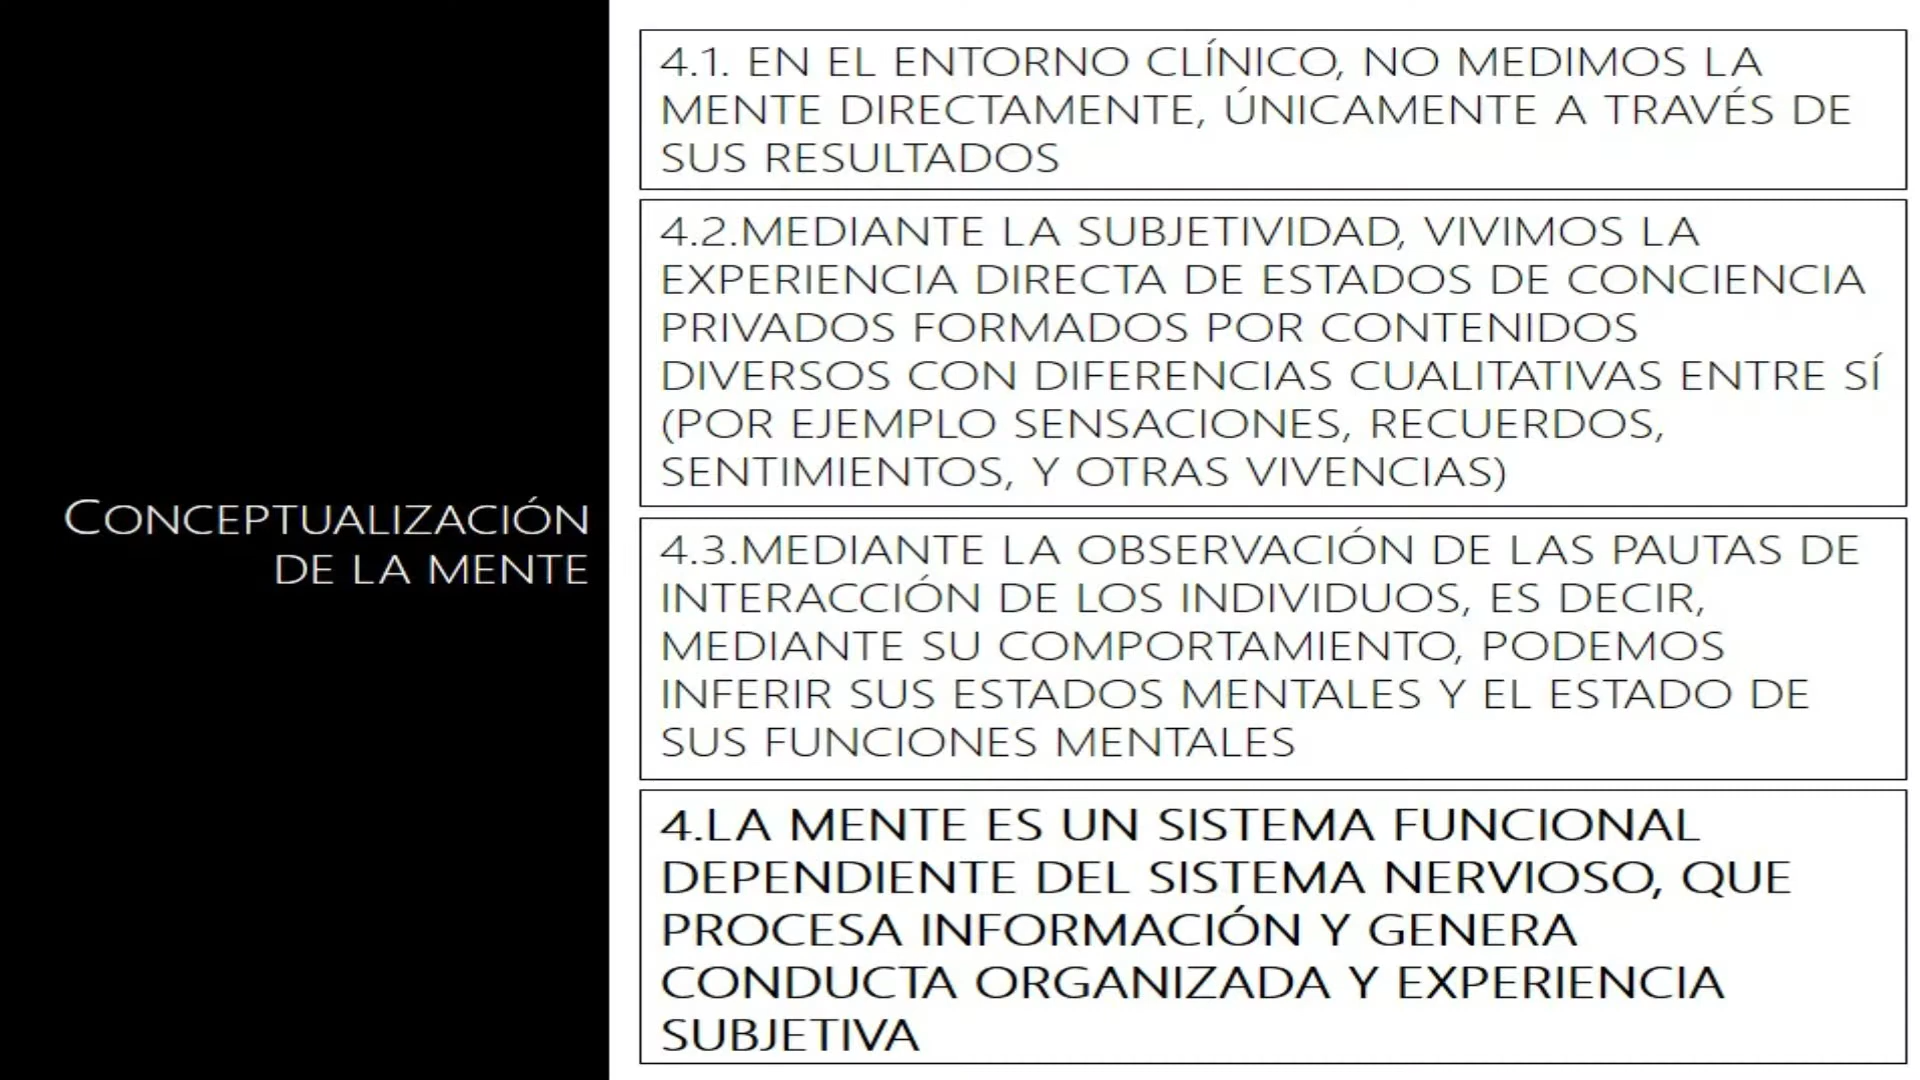 CONCEPTUALIZACIÓN
DE LA MENTE
4.1. EN EL ENTORNO CLÍNICO, NO MEDIMOS LA
MENTE DIRECTAMENTE, ÚNICAMENTE A TRAVÉS DE
SUS RESULTADOS
4.2.MEDIANTE LA SUBJETIVIDAD, VIVIMOS LA
EXPERIENCIA DIRECTA DE ESTADOS DE CONCIENCIA
PRIVADOS FORMADOS POR CONTENIDOS
DIVERSOS CON DIFERENCIAS CUALITATIVAS ENTRE SÍ
(POR EJEMPLO SENSACIONES, RECUERDOS,
SENTIMIENTOS, Y OTRAS VIVENCIAS)
4.3.MEDIANTE LA OBSERVACIÓN DE LAS PAUTAS DE
INTERACCIÓN DE LOS INDIVIDUOS, ES DECIR,
MEDIANTE SU COMPORTAMIENTO, PODEMOS
INFERIR SUS ESTADOS MENTALES Y EL ESTADO DE
SUS FUNCIONES MENTALES
4.LA MENTE ES UN SISTEMA FUNCIONAL
DEPENDIENTE DEL SISTEMA NERVIOSO, QUE
PROCESA INFORMACIÓN Y GENERA
CONDUCTA ORGANIZADA Y EXPERIENCIA
SUBJETIVA